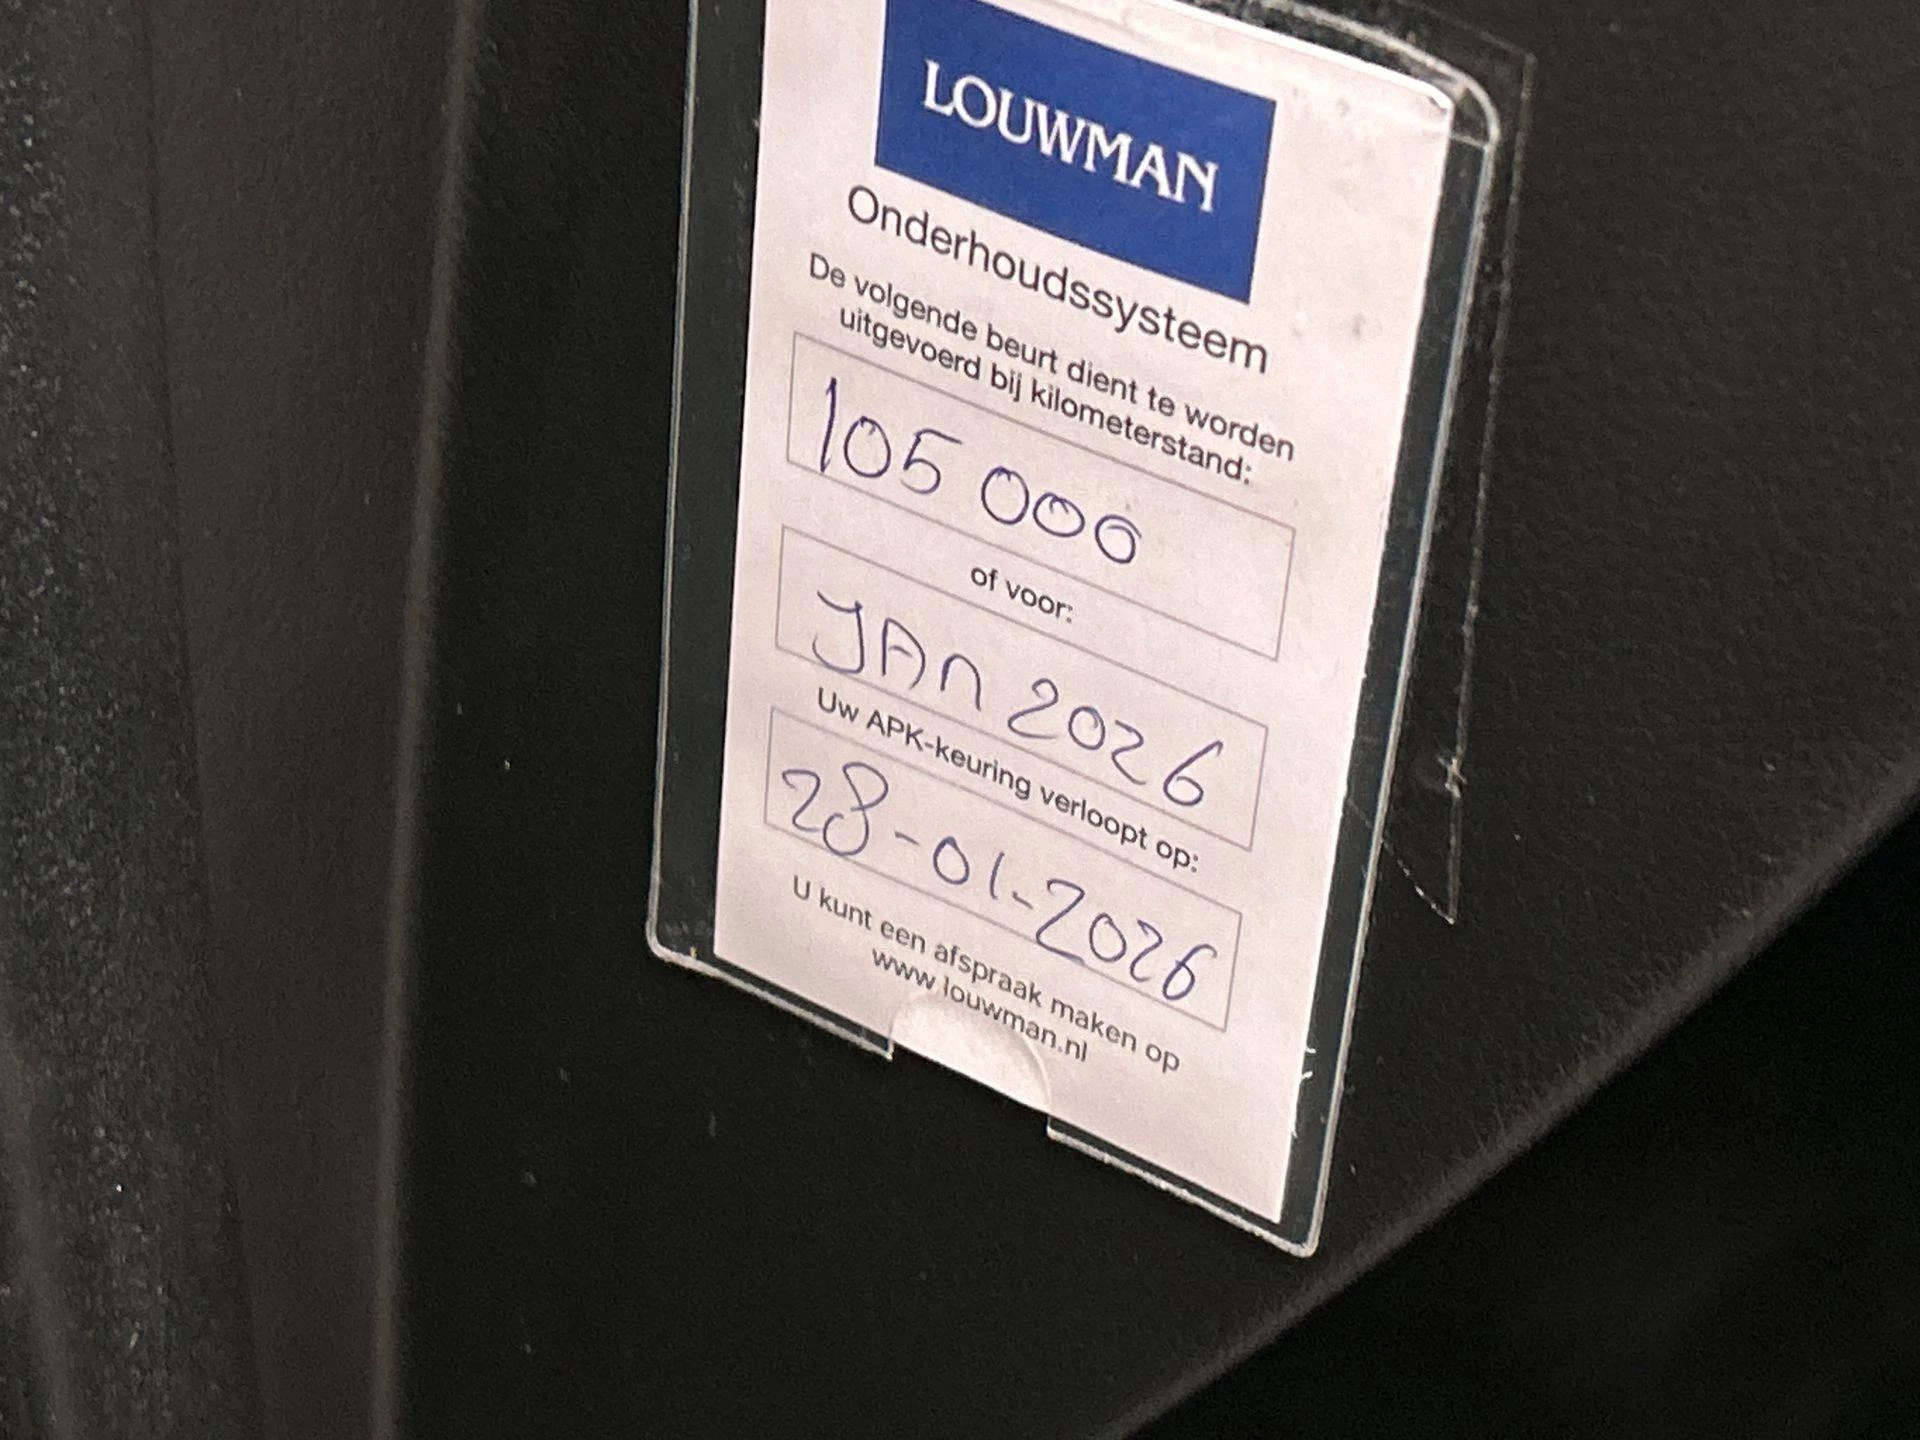 LOUWMAN
Onderhoudssysteem
De volgende beurt dient te worden
uitgevoerd bij kilometerstand:
105 000
of voor:
JAN 2026
Uw APK-keuring verloopt op:
28-01-2026
U kunt een afspraak maken op
www.louwman.nl